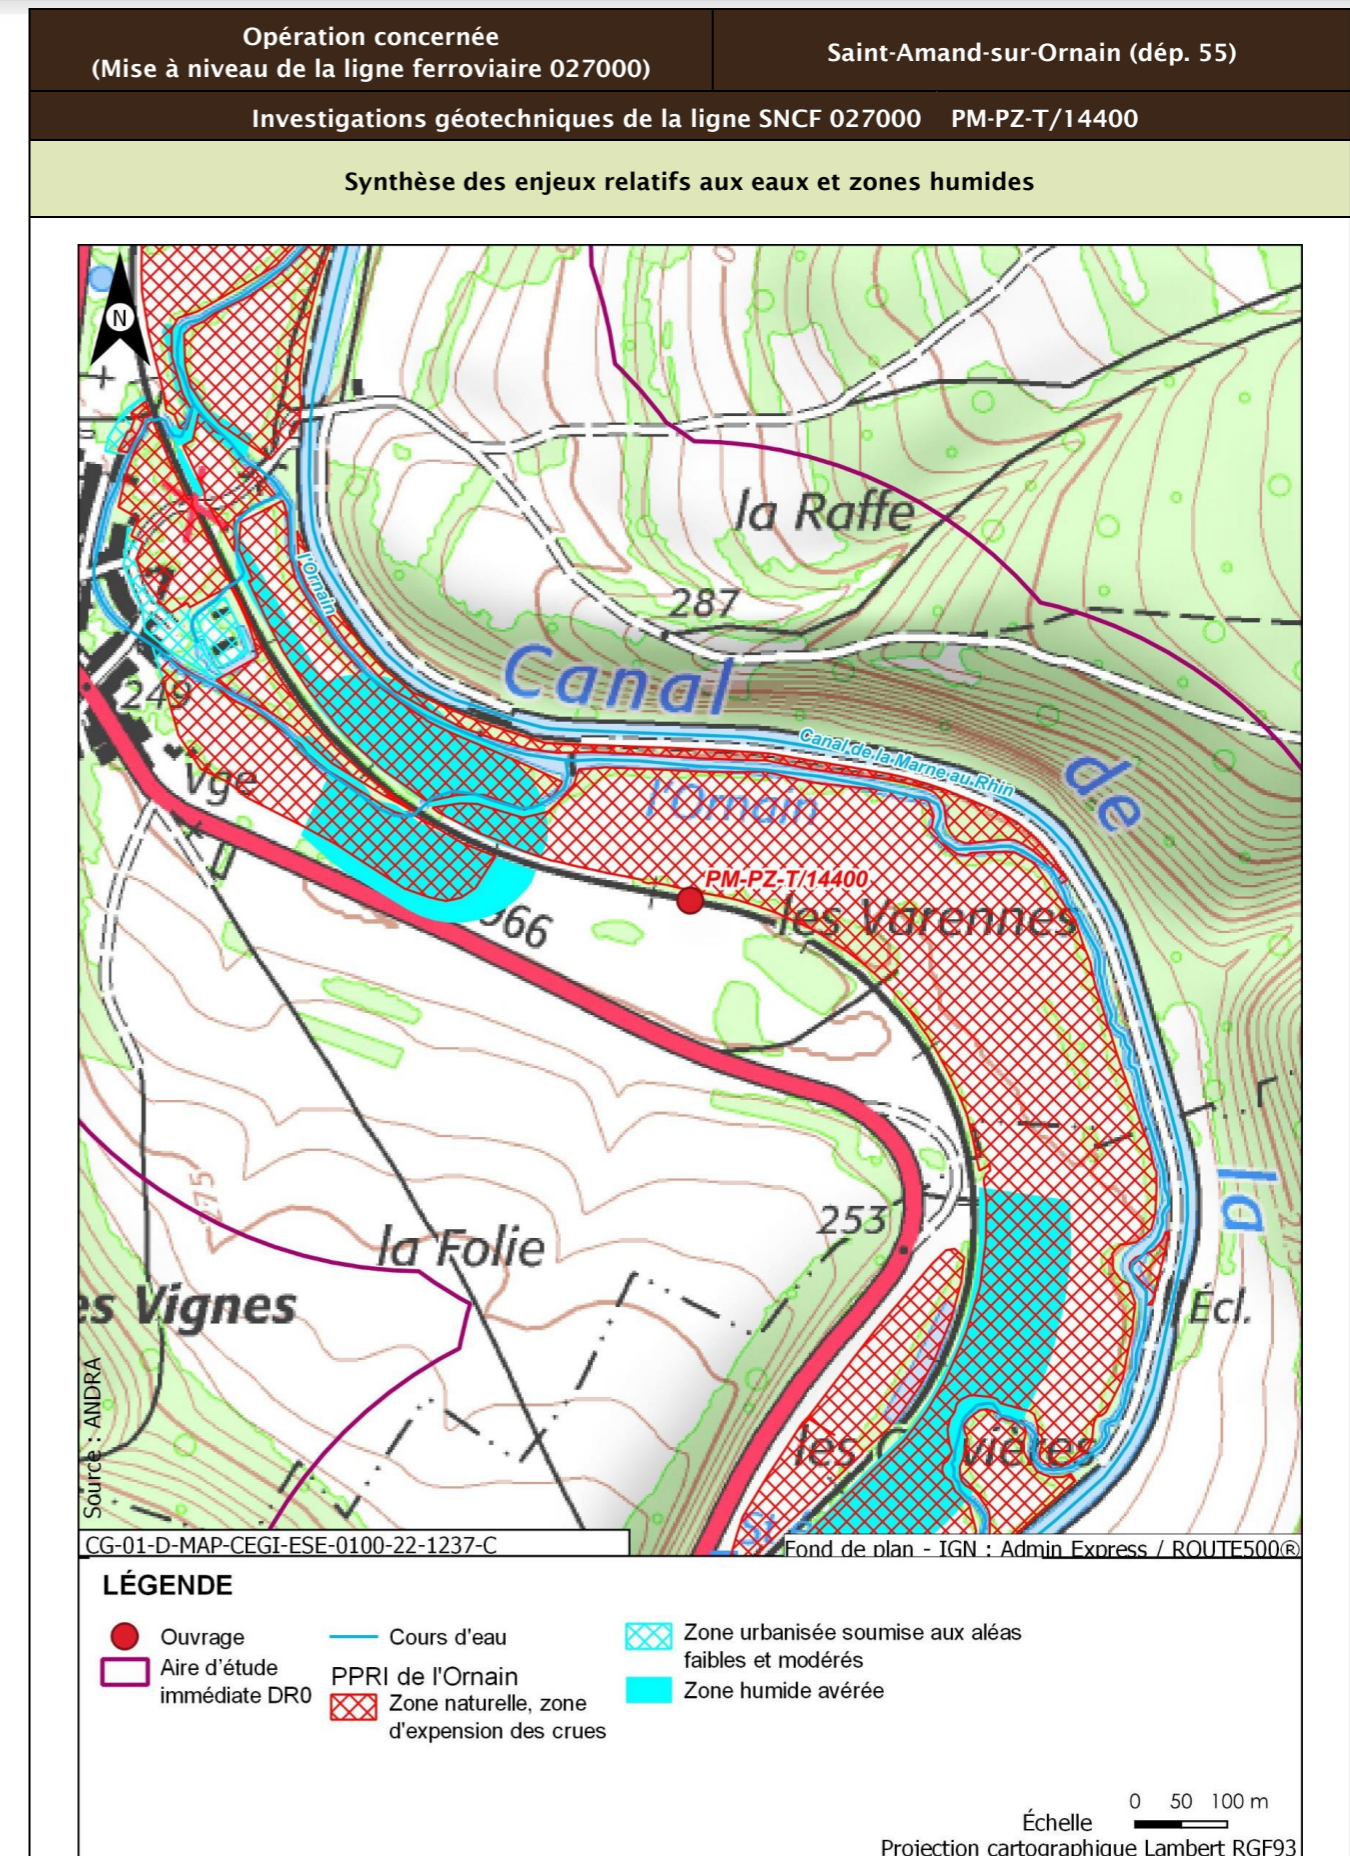 Opération concernée
(Mise à niveau de la ligne ferroviaire 027000)
Saint-Amand-sur-Ornain (dép. 55)
Investigations géotechniques de la ligne SNCF 027000 PM-PZ-T/14400
Synthèse des enjeux relatifs aux eaux et zones humides
N
la Raffe
l'Ornain
287
Canal
249
Canal de la Marne au Rhin
de
Vge
l'Ornain
PM-PZ-T/14400
les Varennes
966
275
la
253
la Folie
es Vignes
Écl.
Source : ANDRA
les
vières
CG-01-D-MAP-CEGI-ESE-0100-22-1237-C
Fond de plan - IGN : Admin Express / ROUTE500®
LÉGENDE
Ouvrage
Aire d'étude
immédiate DR0
Cours d'eau
PPRI de l'Ornain
Zone naturelle, zone
d'expension des crues
Zone urbanisée soumise aux aléas
faibles et modérés
Zone humide avérée
0 50 100 m
Échelle
Projection cartographique Lambert RGF93